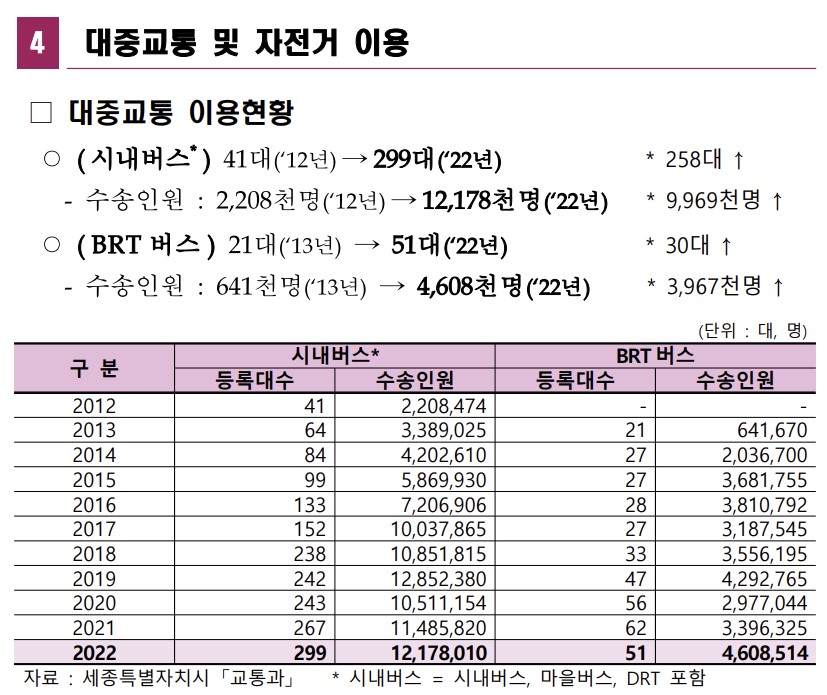 4 대중교통 및 자전거 이용
□ 대중교통 이용현황
○ (시내버스*) 41대(‘12년) → 299대(‘22년) * 258대 ↑
- 수송인원 : 2,208천명(‘12년) → 12,178천명(‘22년) * 9,969천명 ↑
○ (BRT 버스) 21대(‘13년) → 51대(‘22년) * 30대 ↑
- 수송인원 : 641천명(‘13년) → 4,608천명(‘22년) * 3,967천명 ↑
(단위 : 대, 명)
구 분 시내버스* BRT 버스
등록대수 수송인원 등록대수 수송인원
2012 41 2,208,474 - -
2013 64 3,389,025 21 641,670
2014 84 4,202,610 27 2,036,700
2015 99 5,869,930 27 3,681,755
2016 133 7,206,906 28 3,810,792
2017 152 10,037,865 27 3,187,545
2018 238 10,851,815 33 3,556,195
2019 242 12,852,380 47 4,292,765
2020 243 10,511,154 56 2,977,044
2021 267 11,485,820 62 3,396,325
2022 299 12,178,010 51 4,608,514
자료 : 세종특별자치시「교통과」 * 시내버스 = 시내버스, 마을버스, DRT 포함